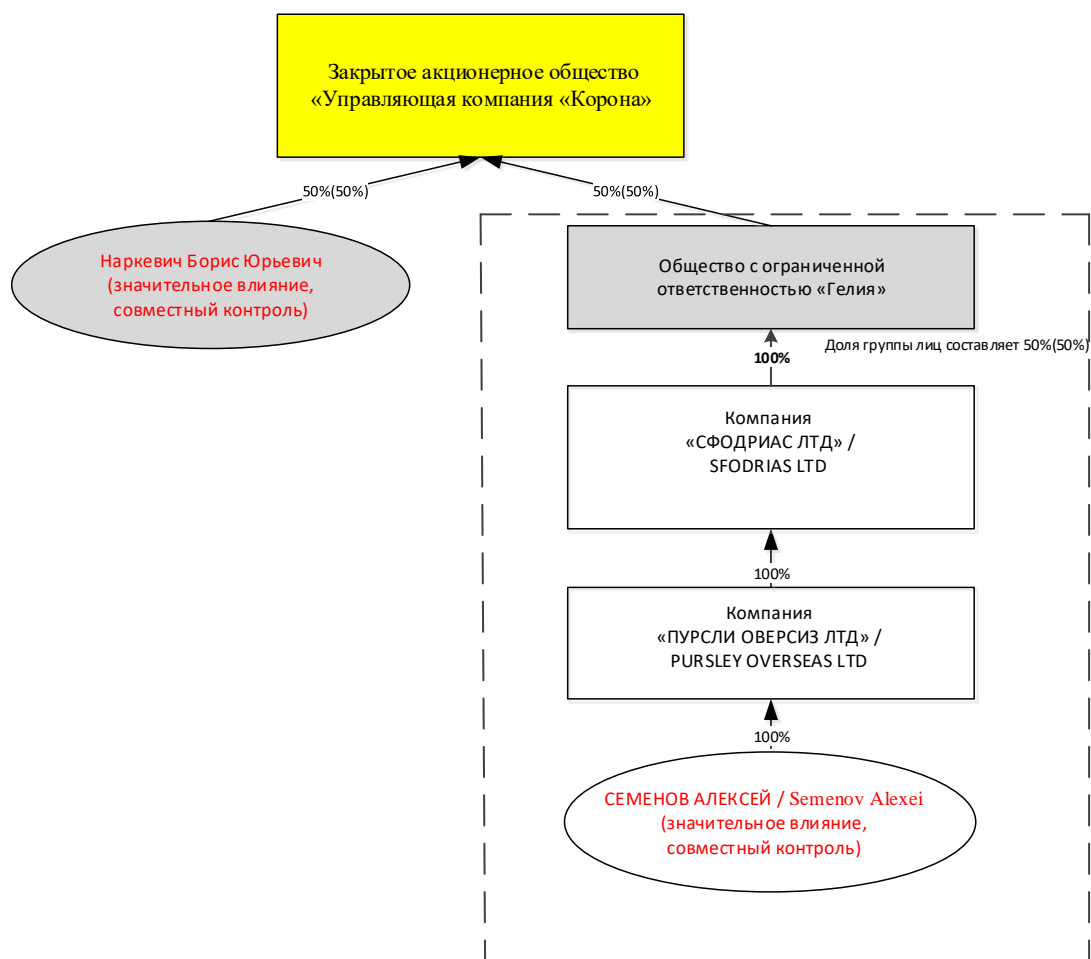 Закрытое акционерное общество
«Управляющая компания «Корона»
50%(50%)
50%(50%)
Наркевич Борис Юрьевич
(значительное влияние,
совместный контроль)
Общество с ограниченной
ответственностью «Гелия»
Доля группы лиц составляет 50%(50%)
100%
Компания
«СФОДРИАС ЛТД» /
SFODRIAS LTD
100%
Компания
«ПУРСЛИ ОВЕРСИЗ ЛТД» /
PURSLEY OVERSEAS LTD
100%
СЕМЕНОВ АЛЕКСЕЙ / Semenov Alexei
(значительное влияние,
совместный контроль)